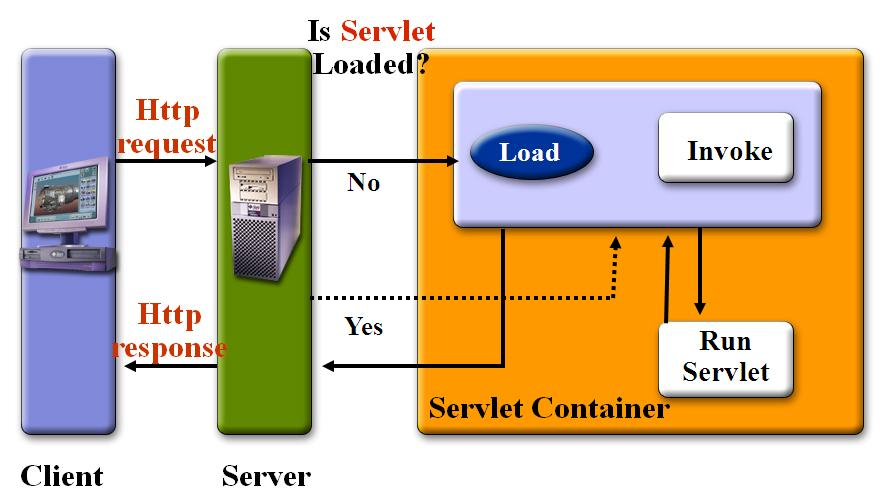 Is Servlet
Loaded?
Http
request
Load
Invoke
No
Http
response
Yes
Run
Servlet
Servlet Container
Client
Server